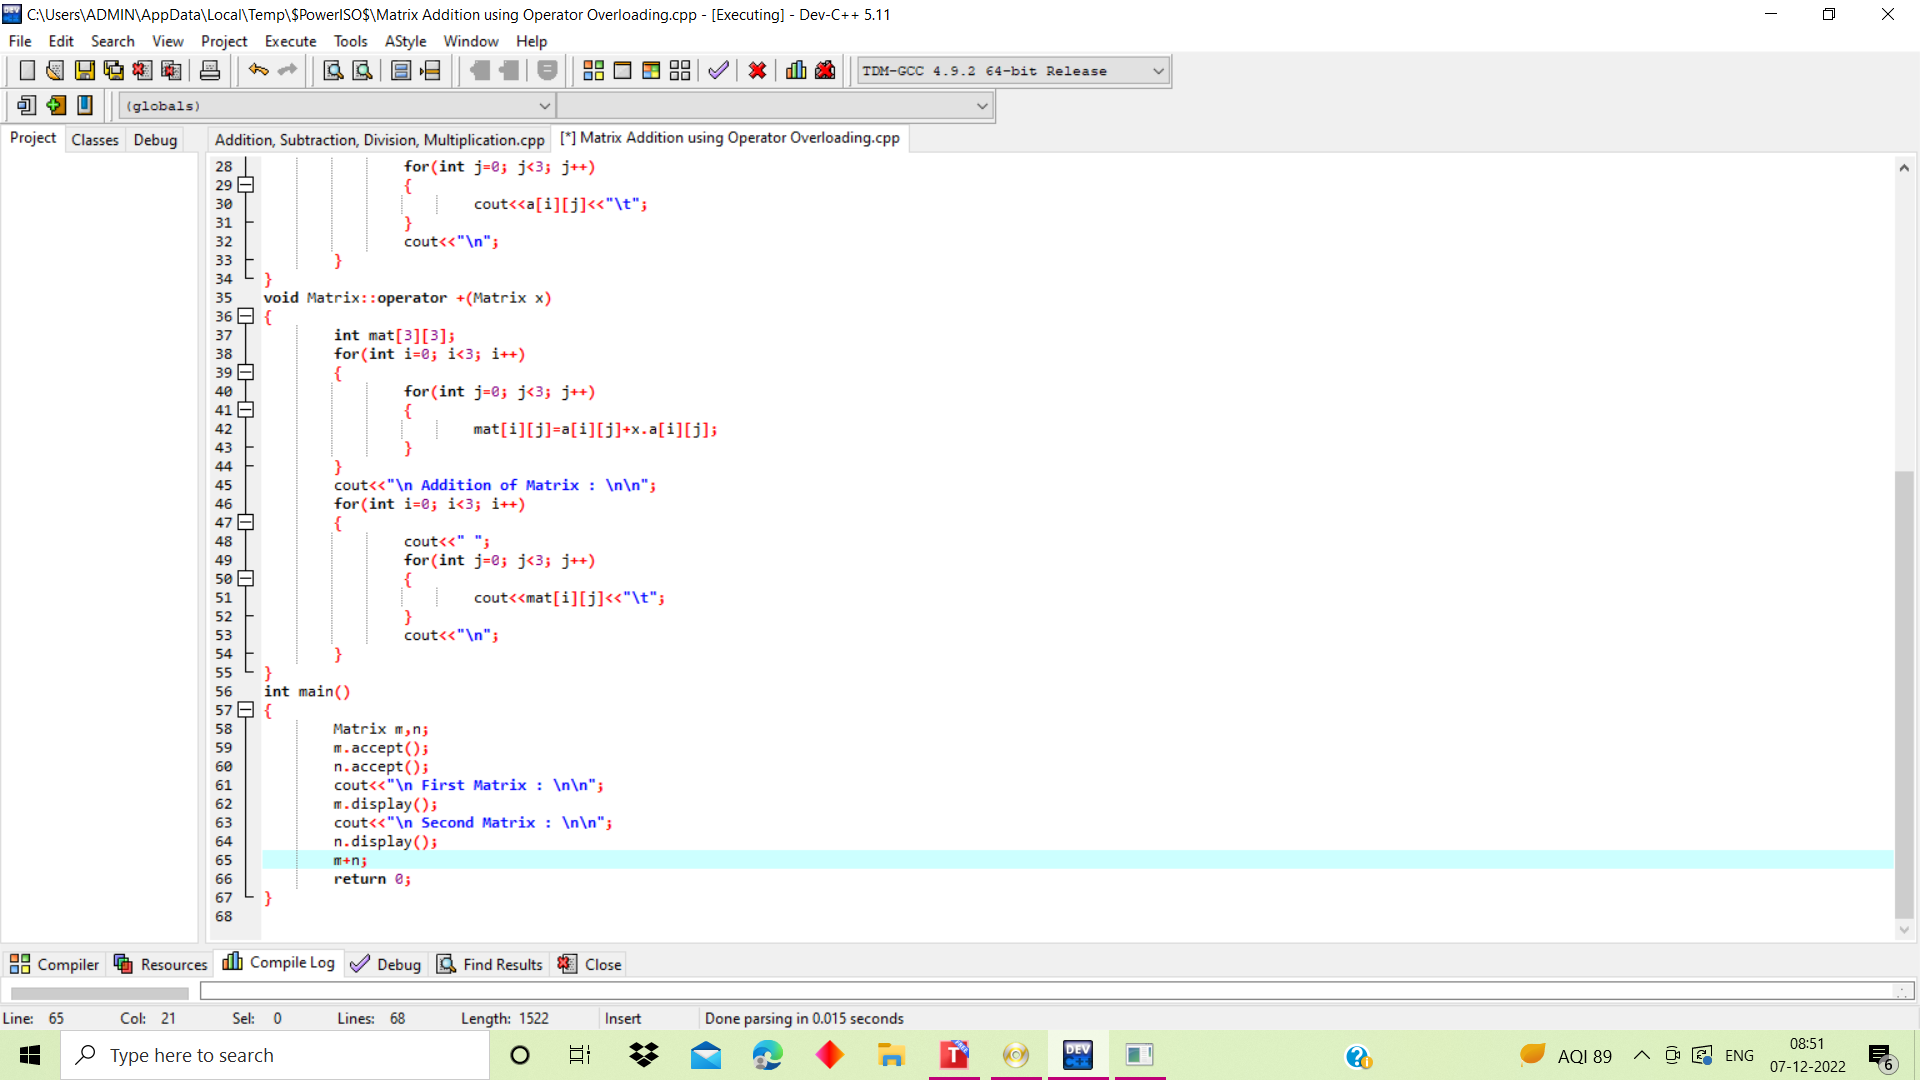 C:\Users\ADMIN\AppData\Local\Temp\$PowerISO$\Matrix Addition using Operator Overloading.cpp - [Executing] - Dev-C++ 5.11
File Edit Search View Project Execute Tools AStyle Window Help
TDM-GCC 4.9.2 64-bit Release
(globals)
Project Classes Debug
Addition, Subtraction, Division, Multiplication.cpp [*] Matrix Addition using Operator Overloading.cpp
28 for(int j=0; j<3; j++)
29 {
30 cout<<a[i][j]<<"\t";
31 }
32 cout<<"\n";
33 }
34 }
35 void Matrix::operator +(Matrix x)
36 {
37 int mat[3][3];
38 for(int i=0; i<3; i++)
39 {
40 for(int j=0; j<3; j++)
41 {
42 mat[i][j]=a[i][j]+x.a[i][j];
43 }
44 }
45 cout<<"\n Addition of Matrix : \n\n";
46 for(int i=0; i<3; i++)
47 {
48 cout<<" ";
49 for(int j=0; j<3; j++)
50 {
51 cout<<mat[i][j]<<"\t";
52 }
53 cout<<"\n";
54 }
55 }
56 int main()
57 {
58 Matrix m,n;
59 m.accept();
60 n.accept();
61 cout<<"\n First Matrix : \n\n";
62 m.display();
63 cout<<"\n Second Matrix : \n\n";
64 n.display();
65 m+n;
66 return 0;
67 }
68
Compiler Resources Compile Log Debug Find Results Close
Line: 65 Col: 21 Sel: 0 Lines: 68 Length: 1522 Insert Done parsing in 0.015 seconds
Type here to search
DEV
T
AQI 89
ENG
08:51
07-12-2022
6